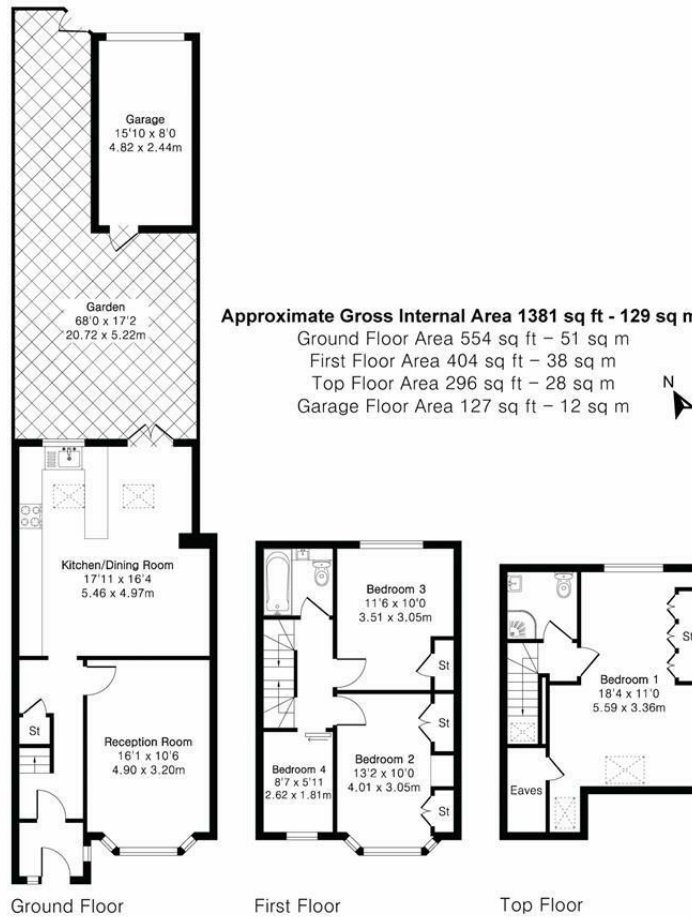 Garage
15'10 x 8'0
4.82 x 2.44m
Garden
68'0 x 17'2
20.72 x 5.22m
Approximate Gross Internal Area 1381 sq ft - 129 sq m
Ground Floor Area 554 sq ft – 51 sq m
First Floor Area 404 sq ft – 38 sq m
Top Floor Area 296 sq ft – 28 sq m
Garage Floor Area 127 sq ft – 12 sq m
N
Kitchen/Dining Room
17'11 x 16'4
5.46 x 4.97m
St
Reception Room
16'1 x 10'6
4.90 x 3.20m
Ground Floor
Bedroom 3
11'6 x 10'0
3.51 x 3.05m
St
St
Bedroom 2
13'2 x 10'0
4.01 x 3.05m
Bedroom 4
8'7 x 5'11
2.62 x 1.81m
St
First Floor
St
Bedroom 1
18'4 x 11'0
5.59 x 3.36m
Eaves
Top Floor